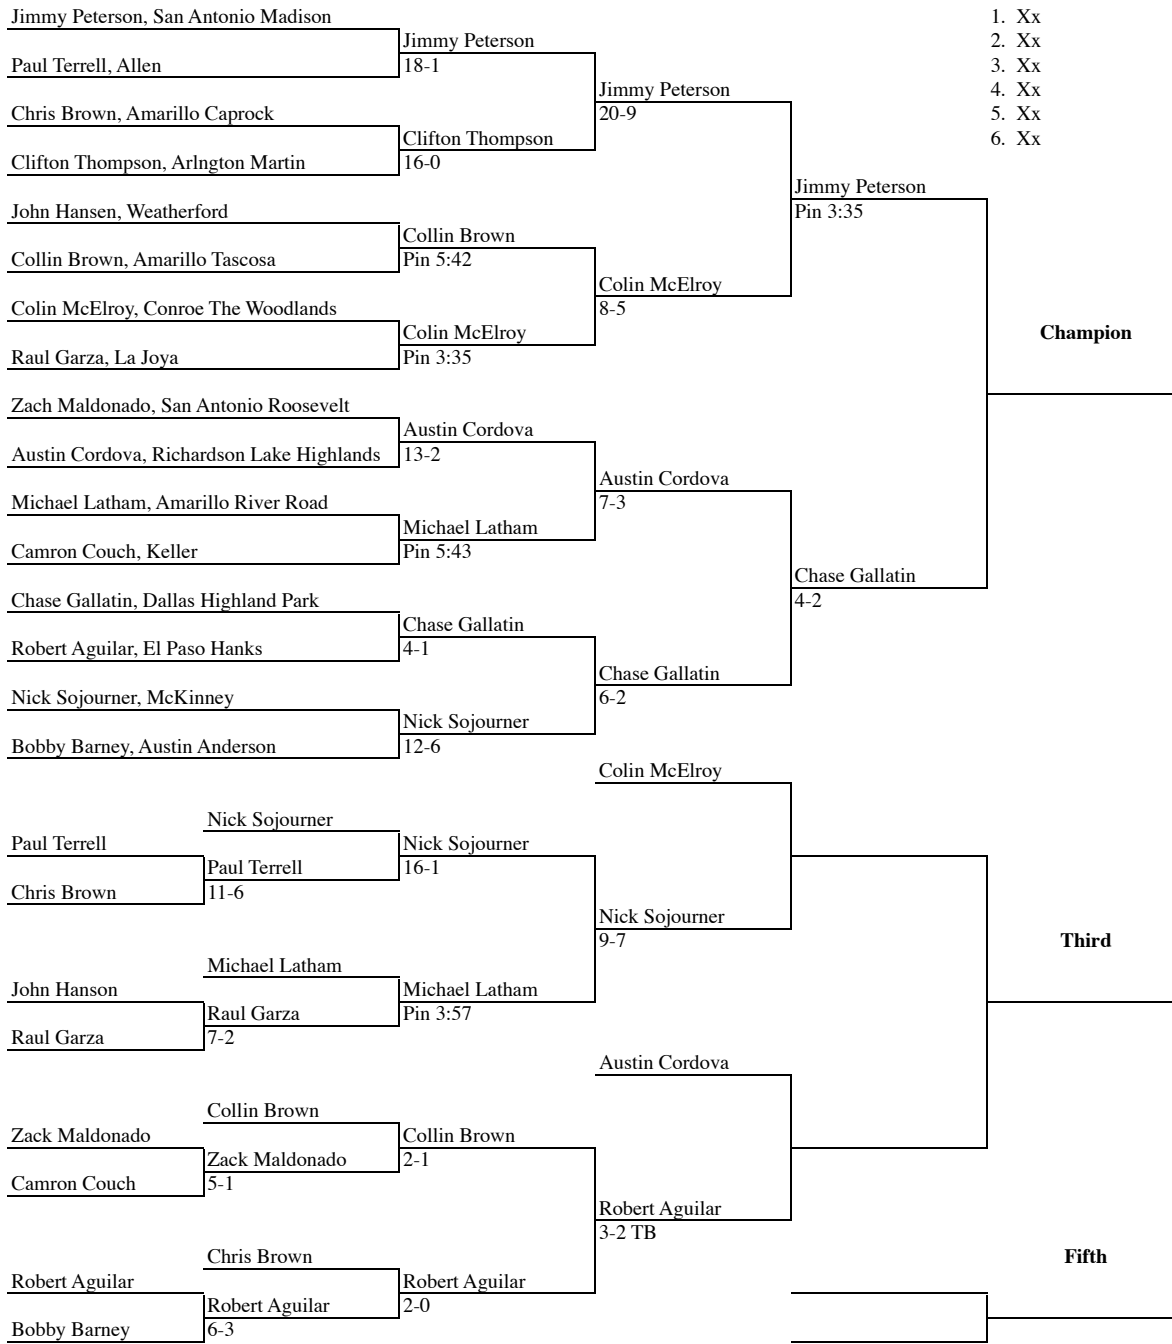 Jimmy Peterson, San Antonio Madison
1. Xx
Jimmy Peterson
2. Xx
Paul Terrell, Allen
18-1
3. Xx
Jimmy Peterson
4. Xx
Chris Brown, Amarillo Caprock
20-9
5. Xx
Clifton Thompson
6. Xx
Clifton Thompson, Arlngton Martin
16-0
Jimmy Peterson
John Hansen, Weatherford
Pin 3:35
Collin Brown
Collin Brown, Amarillo Tascosa
Pin 5:42
Colin McElroy
Colin McElroy, Conroe The Woodlands
8-5
Colin McElroy
Champion
Raul Garza, La Joya
Pin 3:35
Zach Maldonado, San Antonio Roosevelt
Austin Cordova
Austin Cordova, Richardson Lake Highlands
13-2
Austin Cordova
Michael Latham, Amarillo River Road
7-3
Michael Latham
Camron Couch, Keller
Pin 5:43
Chase Gallatin
Chase Gallatin, Dallas Highland Park
4-2
Chase Gallatin
Robert Aguilar, El Paso Hanks
4-1
Chase Gallatin
Nick Sojourner, McKinney
6-2
Nick Sojourner
Bobby Barney, Austin Anderson
12-6
Colin McElroy
Nick Sojourner
Paul Terrell
Nick Sojourner
Paul Terrell
16-1
Chris Brown
11-6
Nick Sojourner
9-7
Third
Michael Latham
John Hanson
Michael Latham
Raul Garza
Pin 3:57
Raul Garza
7-2
Austin Cordova
Collin Brown
Zack Maldonado
Collin Brown
Zack Maldonado
2-1
Camron Couch
5-1
Robert Aguilar
3-2 TB
Chris Brown
Fifth
Robert Aguilar
Robert Aguilar
Robert Aguilar
2-0
Bobby Barney
6-3